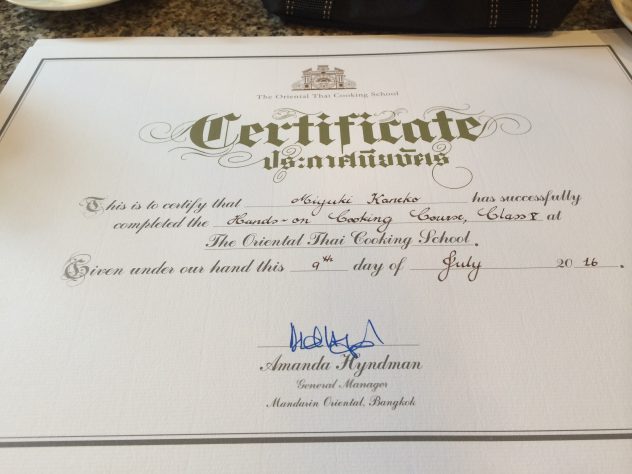 The Oriental Thai Cooking School
Certificate
ประกาศนียบัตร
This is to certify that Miyuki Kaneko has successfully
completed the Hands-on Cooking Course, Class V at
The Oriental Thai Cooking School.
Given under our hand this 9th day of July 2016.
Amanda Hyndman
General Manager
Mandarin Oriental, Bangkok